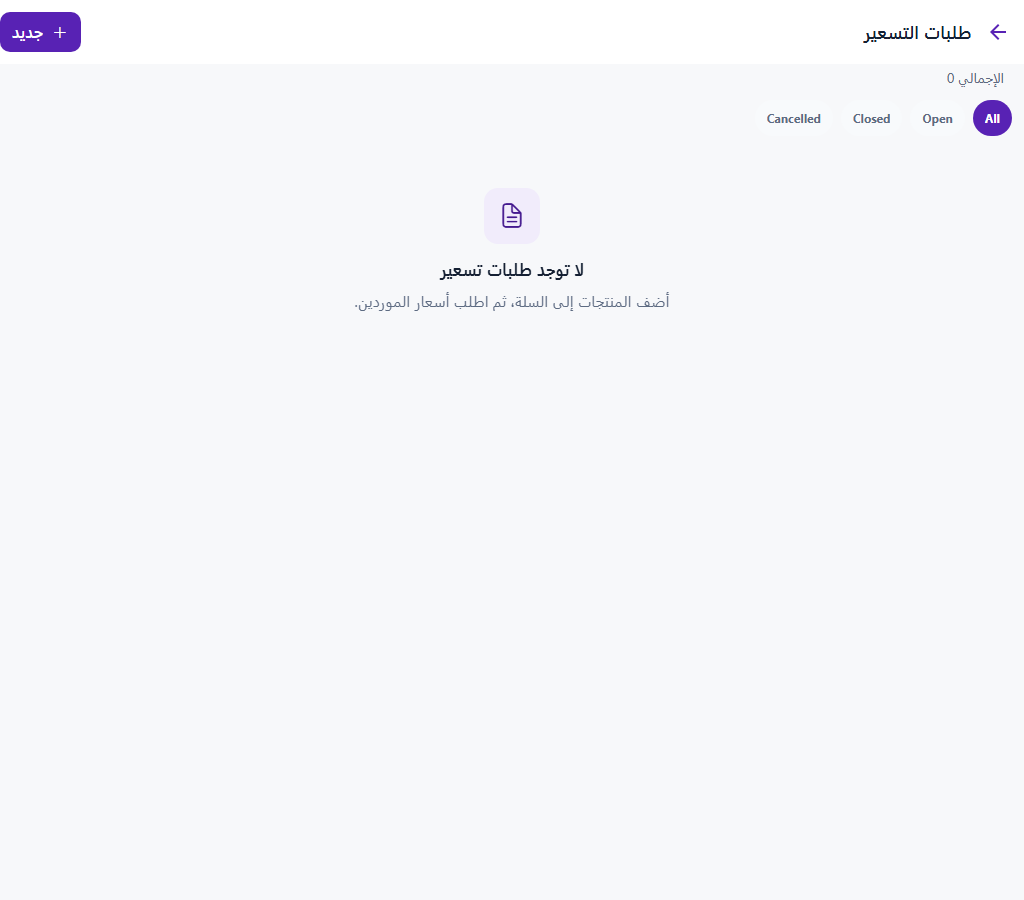 طلبات التسعير
جديد
الإجمالي 0
All
Open
Closed
Cancelled
لا توجد طلبات تسعير
أضف المنتجات إلى السلة، ثم اطلب أسعار الموردين.